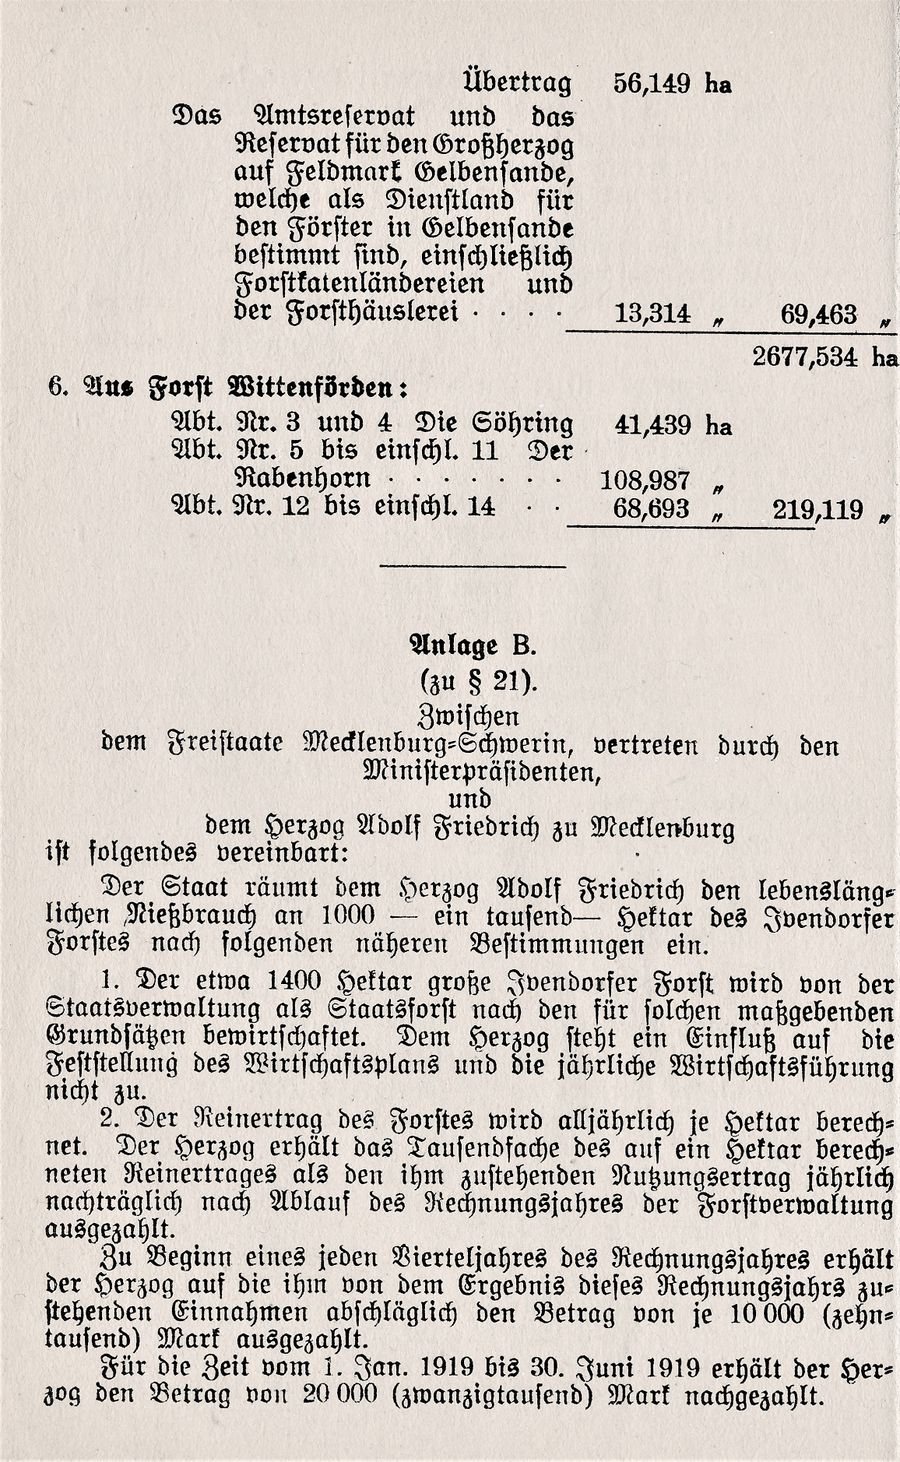 Übertrag 56,149 ha
Das Amtsreservat und das
Reservat für den Großherzog
auf Feldmark Gelbensande,
welche als Dienstland für
den Förster in Gelbensande
bestimmt sind, einschließlich
Forstkatenländereien und
der Forsthäuslerei · · · · 13,314 „ 69,463 „
2677,534 ha
6. Aus Forst Wittenförden:
Abt. Nr. 3 und 4 Die Söhring 41,439 ha
Abt. Nr. 5 bis einschl. 11 Der
Rabenhorn · · · · · · · 108,987 „
Abt. Nr. 12 bis einschl. 14 · · 68,693 „ 219,119 „
Anlage B.
(zu § 21).
Zwischen
dem Freistaate Mecklenburg-Schwerin, vertreten durch den
Ministerpräsidenten,
und
dem Herzog Adolf Friedrich zu Mecklenburg
ist folgendes vereinbart:
Der Staat räumt dem Herzog Adolf Friedrich den lebensläng-
lichen Nießbrauch an 1000 — ein tausend— Hektar des Ivendorfer
Forstes nach folgenden näheren Bestimmungen ein.
1. Der etwa 1400 Hektar große Ivendorfer Forst wird von der
Staatsverwaltung als Staatsforst nach den für solchen maßgebenden
Grundsätzen bewirtschaftet. Dem Herzog steht ein Einfluß auf die
Feststellung des Wirtschaftsplans und die jährliche Wirtschaftsführung
nicht zu.
2. Der Reinertrag des Forstes wird alljährlich je Hektar berech-
net. Der Herzog erhält das Tausendfache des auf ein Hektar berech-
neten Reinertrages als den ihm zustehenden Nutzungsertrag jährlich
nachträglich nach Ablauf des Rechnungsjahres der Forstverwaltung
ausgezahlt.
Zu Beginn eines jeden Vierteljahres des Rechnungsjahres erhält
der Herzog auf die ihm von dem Ergebnis dieses Rechnungsjahrs zu-
stehenden Einnahmen abschläglich den Betrag von je 10 000 (zehn-
tausend) Mark ausgezahlt.
Für die Zeit vom 1. Jan. 1919 bis 30. Juni 1919 erhält der Her-
zog den Betrag von 20 000 (zwanzigtausend) Mark nachgezahlt.